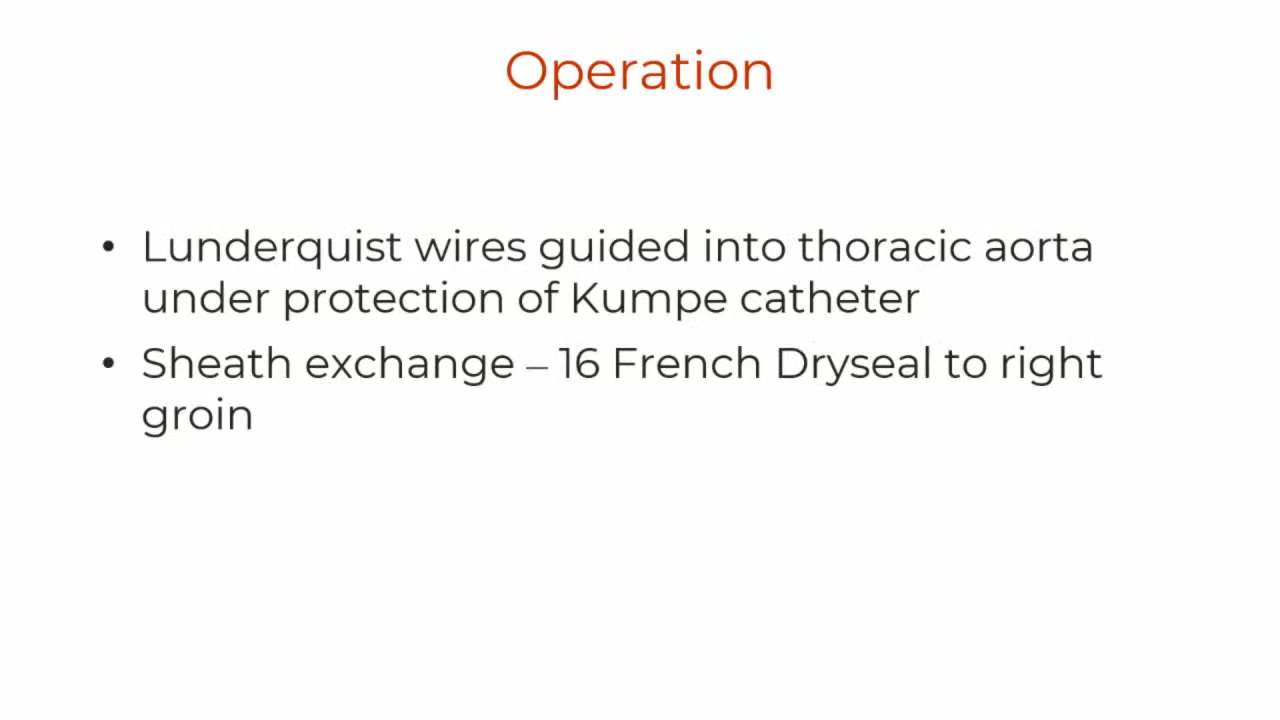 Operation
• Lunderquist wires guided into thoracic aorta
under protection of Kumpe catheter
• Sheath exchange – 16 French Dryseal to right
groin